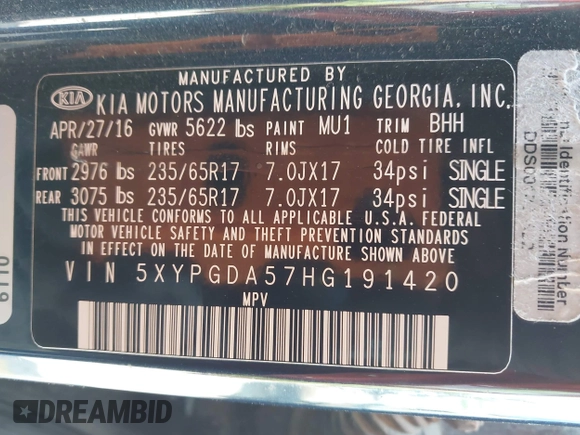 MANUFACTURED BY
KIA KIA MOTORS MANUFACTURING GEORGIA, INC.
APR/27/16 GVWR 5622 lbs PAINT MU1 TRIM BHH
GAWR TIRES RIMS COLD TIRE INFL
FRONT 2976 lbs 235/65R17 7.0JX17 34psi SINGLE
REAR 3075 lbs 235/65R17 7.0JX17 34psi SINGLE
THIS VEHICLE CONFORMS TO ALL APPLICABLE U.S.A. FEDERAL
MOTOR VEHICLE SAFETY AND THEFT PREVENTION STANDARDS
IN EFFECT ON THE DATE OF MANUFACTURE SHOWN ABOVE
VIN 5XYPGDA57HG191420
MPV
Identification Number
6110
DREAMBID